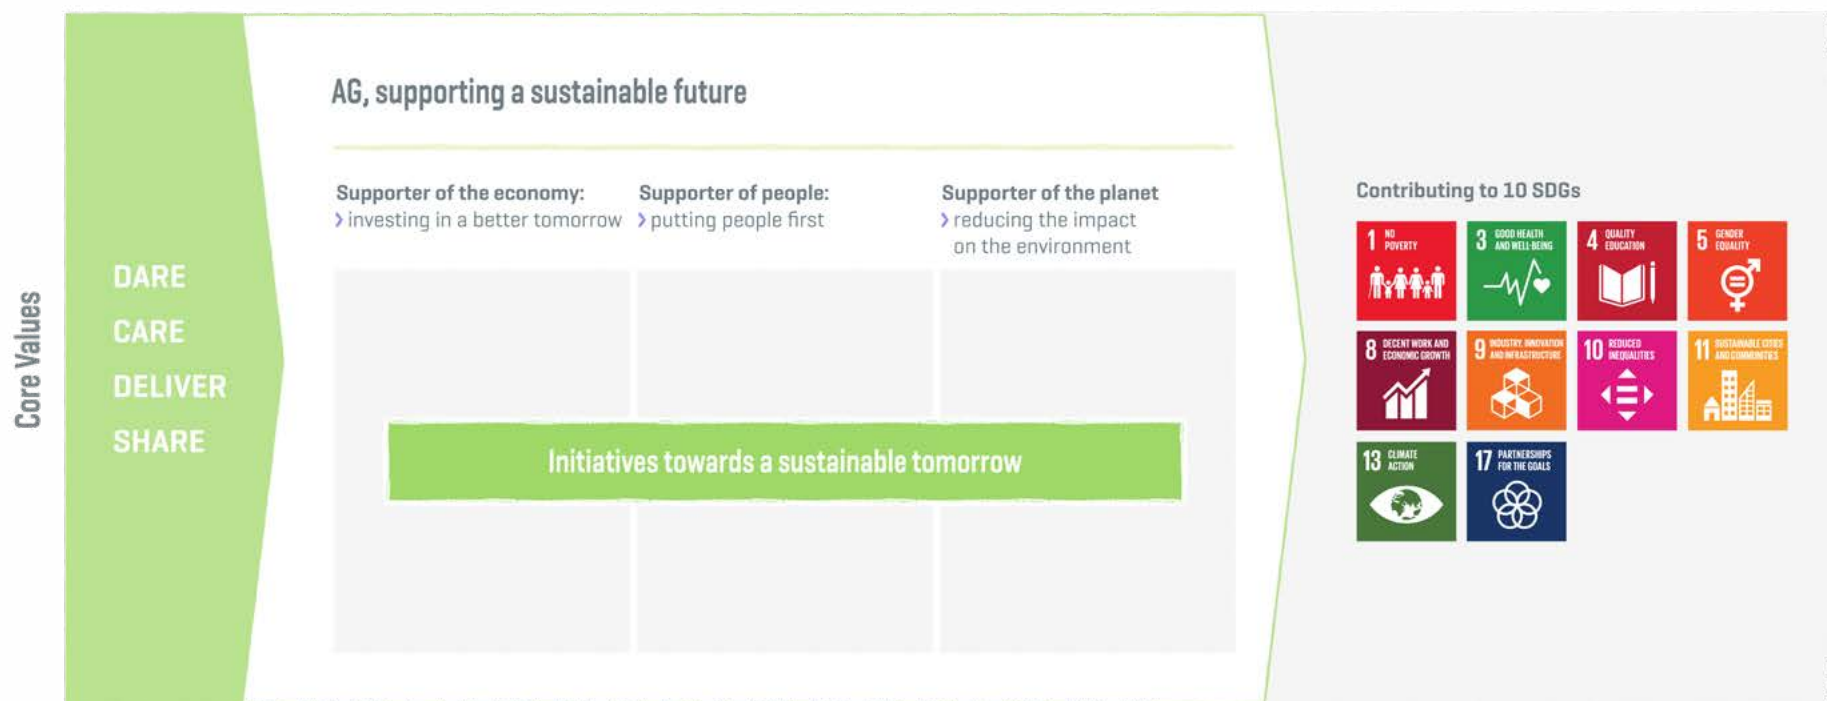 Core Values
DARE
CARE
DELIVER
SHARE
AG, supporting a sustainable future
Supporter of the economy:
› investing in a better tomorrow
Supporter of people:
› putting people first
Supporter of the planet
› reducing the impact
on the environment
Initiatives towards a sustainable tomorrow
Contributing to 10 SDGs
1 NO
POVERTY
3 GOOD HEALTH
AND WELL-BEING
4 QUALITY
EDUCATION
5 GENDER
EQUALITY
8 DECENT WORK AND
ECONOMIC GROWTH
9 INDUSTRY, INNOVATION
AND INFRASTRUCTURE
10 REDUCED
INEQUALITIES
11 SUSTAINABLE CITIES
AND COMMUNITIES
13 CLIMATE
ACTION
17 PARTNERSHIPS
FOR THE GOALS